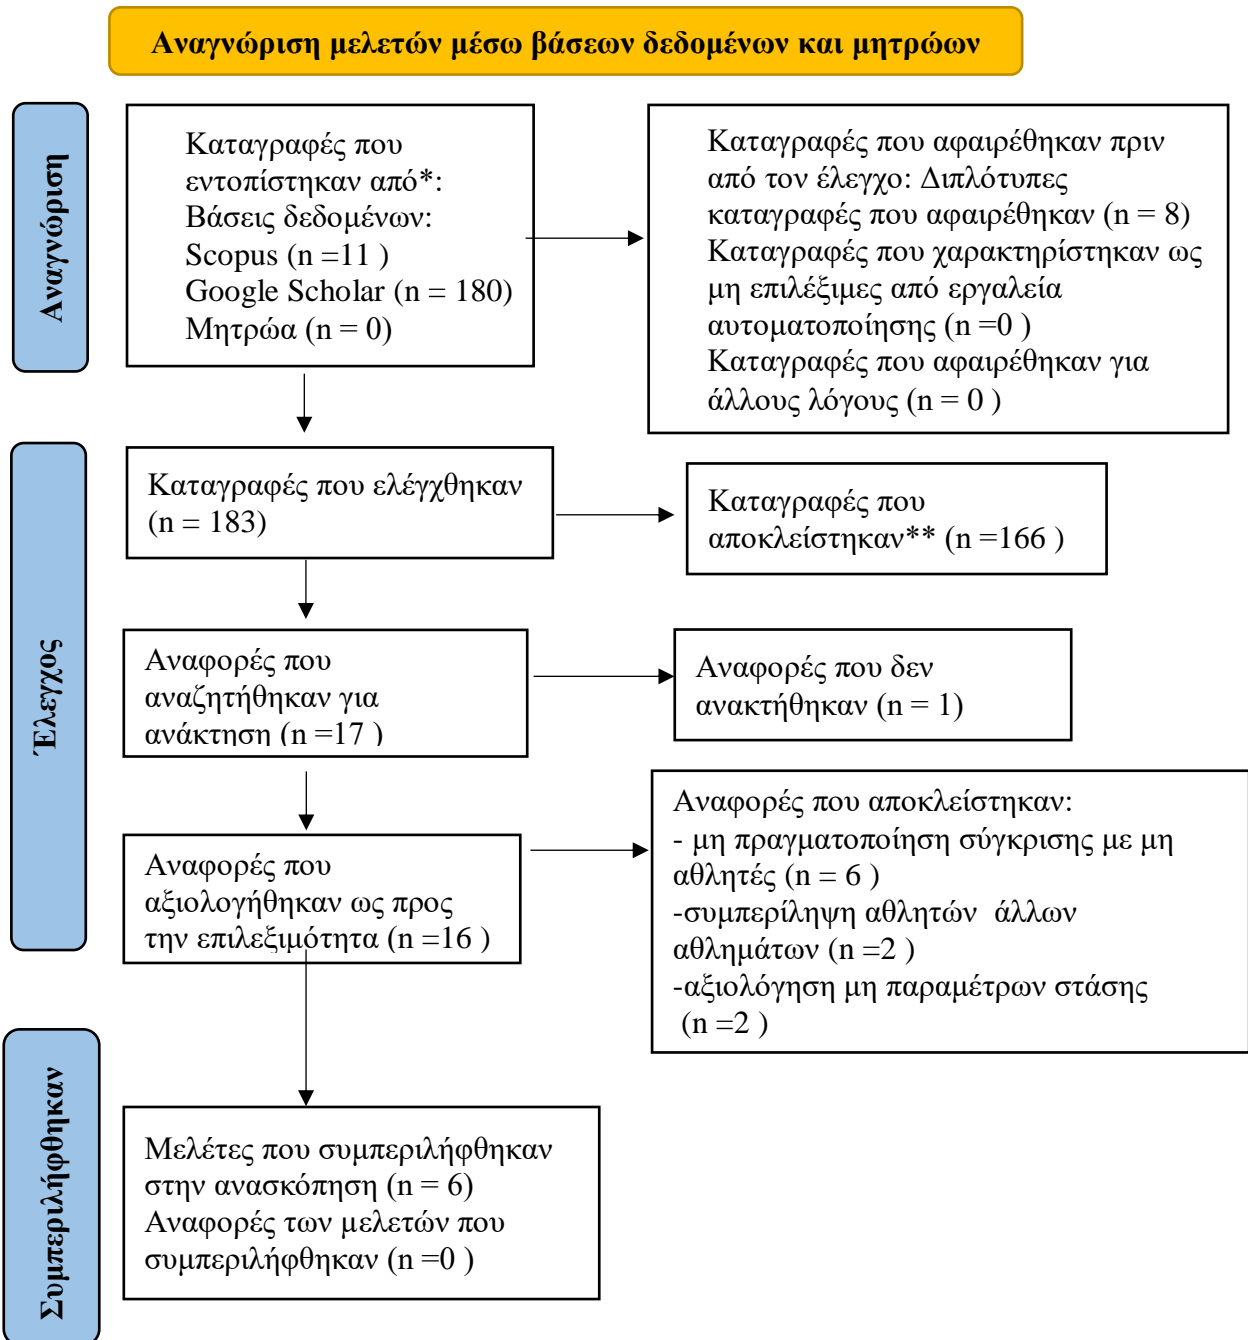 Αναγνώριση μελετών μέσω βάσεων δεδομένων και μητρώων
Αναγνώριση
Καταγραφές που
εντοπίστηκαν από*:
Βάσεις δεδομένων:
Scopus (n =11 )
Google Scholar (n = 180)
Μητρώα (n = 0)
Καταγραφές που αφαιρέθηκαν πριν
από τον έλεγχο: Διπλότυπες
καταγραφές που αφαιρέθηκαν (n = 8)
Καταγραφές που χαρακτηρίστηκαν ως
μη επιλέξιμες από εργαλεία
αυτοματοποίησης (n =0 )
Καταγραφές που αφαιρέθηκαν για
άλλους λόγους (n = 0 )
Έλεγχος
Καταγραφές που ελέγχθηκαν
(n = 183)
Καταγραφές που
αποκλείστηκαν** (n =166 )
Αναφορές που
αναζητήθηκαν για
ανάκτηση (n =17 )
Αναφορές που δεν
ανακτήθηκαν (n = 1)
Αναφορές που
αξιολογήθηκαν ως προς
την επιλεξιμότητα (n =16 )
Αναφορές που αποκλείστηκαν:
- μη πραγματοποίηση σύγκρισης με μη
αθλητές (n = 6 )
-συμπερίληψη αθλητών  άλλων
αθλημάτων (n =2 )
-αξιολόγηση μη παραμέτρων στάσης
(n =2 )
Συμπεριλήφθηκαν
Μελέτες που συμπεριλήφθηκαν
στην ανασκόπηση (n = 6)
Αναφορές των μελετών που
συμπεριλήφθηκαν (n =0 )